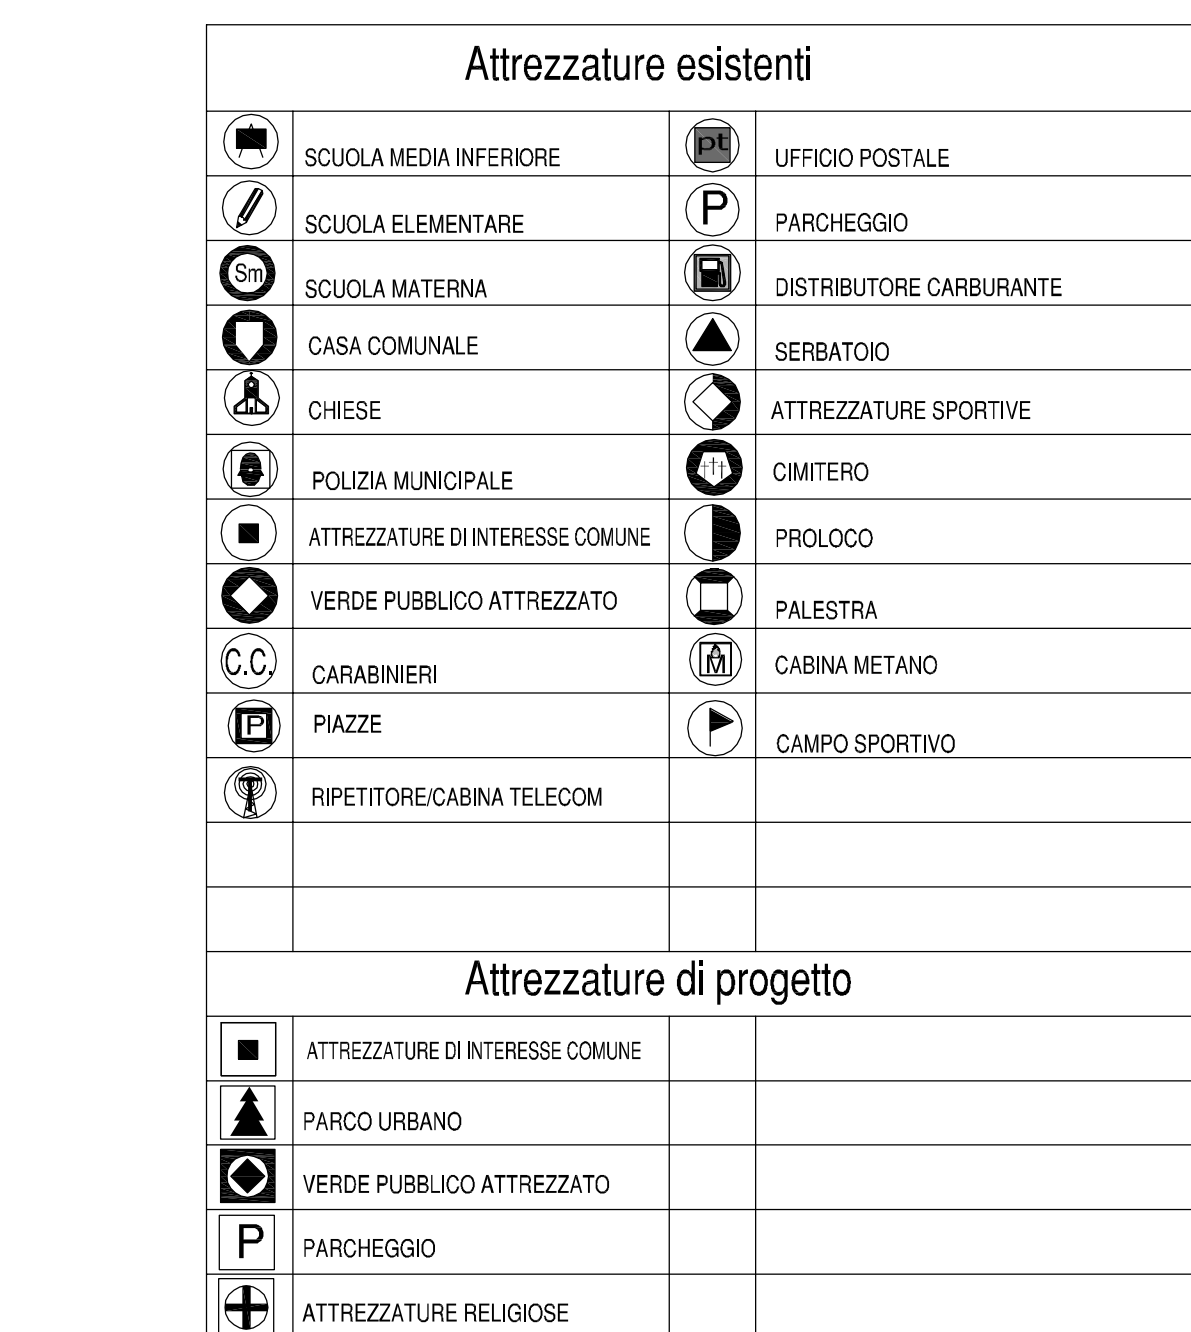 Attrezzature esistenti
SCUOLA MEDIA INFERIORE
pt
UFFICIO POSTALE
SCUOLA ELEMENTARE
P
PARCHEGGIO
Sm
SCUOLA MATERNA
DISTRIBUTORE CARBURANTE
CASA COMUNALE
SERBATOIO
CHIESE
ATTREZZATURE SPORTIVE
POLIZIA MUNICIPALE
CIMITERO
ATTREZZATURE DI INTERESSE COMUNE
PROLOCO
VERDE PUBBLICO ATTREZZATO
PALESTRA
C.C.
CARABINIERI
M
CABINA METANO
P
PIAZZE
CAMPO SPORTIVO
RIPETITORE/CABINA TELECOM
Attrezzature di progetto
ATTREZZATURE DI INTERESSE COMUNE
PARCO URBANO
VERDE PUBBLICO ATTREZZATO
P
PARCHEGGIO
ATTREZZATURE RELIGIOSE